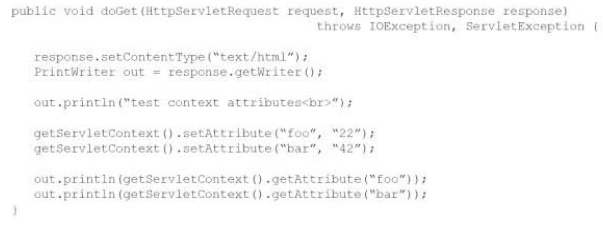 public void doGet(HttpServletRequest request, HttpServletResponse response)
throws IOException, ServletException {
response.setContentType("text/html");
PrintWriter out = response.getWriter();
out.println("test context attributes<br>");
getServletContext().setAttribute("foo", "22");
getServletContext().setAttribute("bar", "42");
out.println(getServletContext().getAttribute("foo"));
out.println(getServletContext().getAttribute("bar"));
}